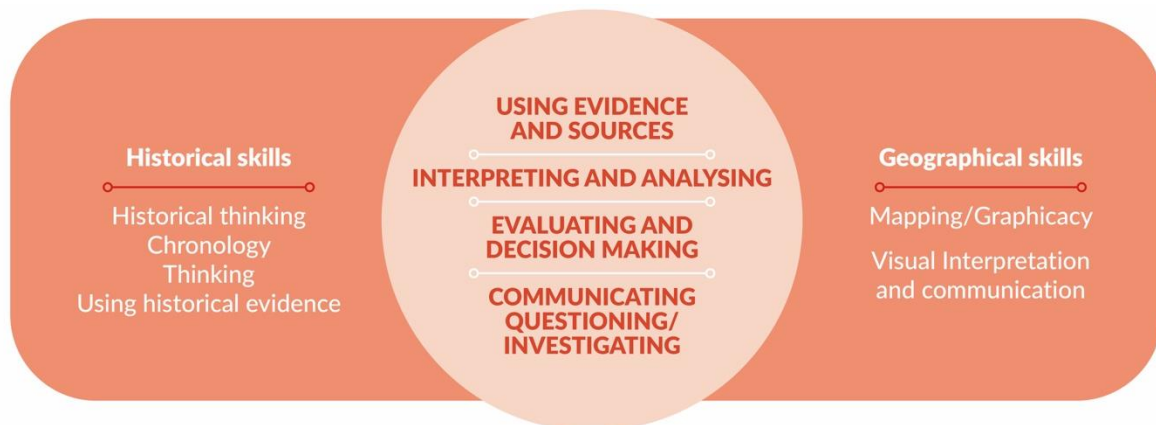 Historical skills
Historical thinking
Chronology
Thinking
Using historical evidence
USING EVIDENCE
AND SOURCES
INTERPRETING AND ANALYSING
EVALUATING AND
DECISION MAKING
COMMUNICATING
QUESTIONING/
INVESTIGATING
Geographical skills
Mapping/Graphicacy
Visual Interpretation
and communication